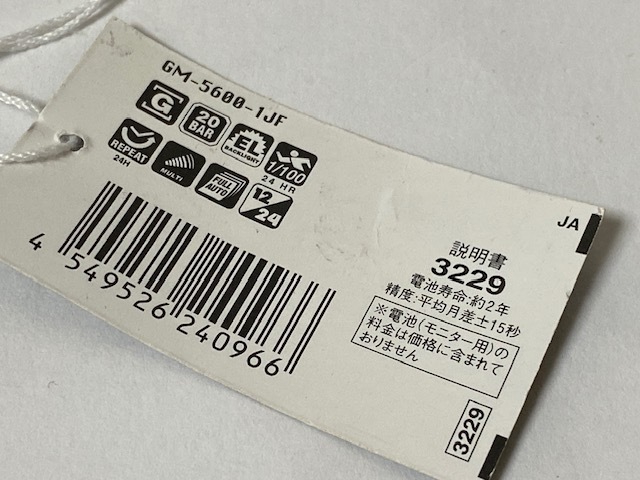 GM-5600-1JF
G
20
BAR
EL
BACKLIGHT
1/100
24 HR
REPEAT
24H
MULTI
FULL
AUTO
12/24
4 549526 240966
JA
説明書
3229
電池寿命:約2年
精度:平均月差±15秒
※電池(モニター用)の
料金は価格に含まれて
おりません
3229